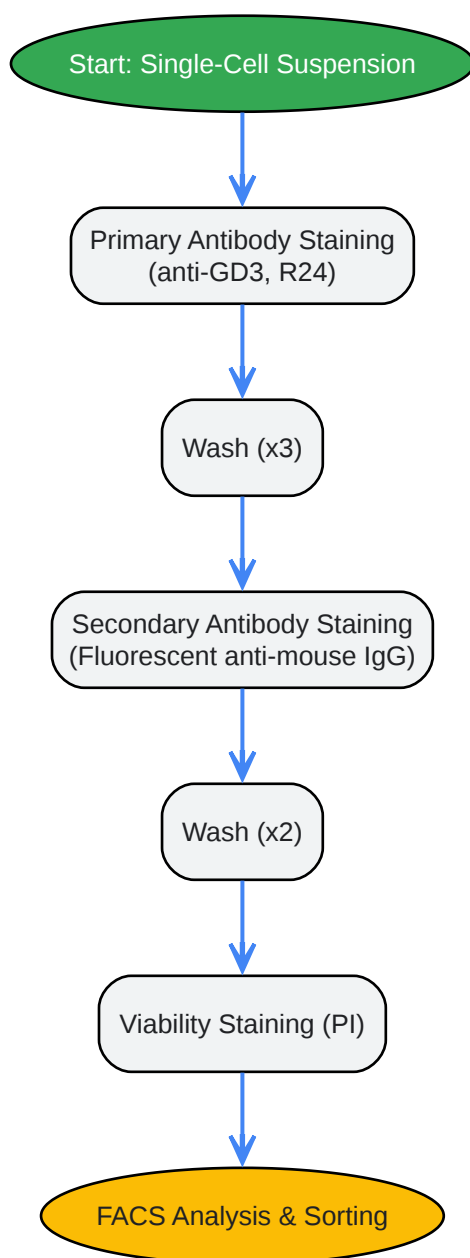 Start: Single-Cell Suspension
Primary Antibody Staining
(anti-GD3, R24)
Wash (x3)
Secondary Antibody Staining
(Fluorescent anti-mouse IgG)
Wash (x2)
Viability Staining (PI)
FACS Analysis & Sorting